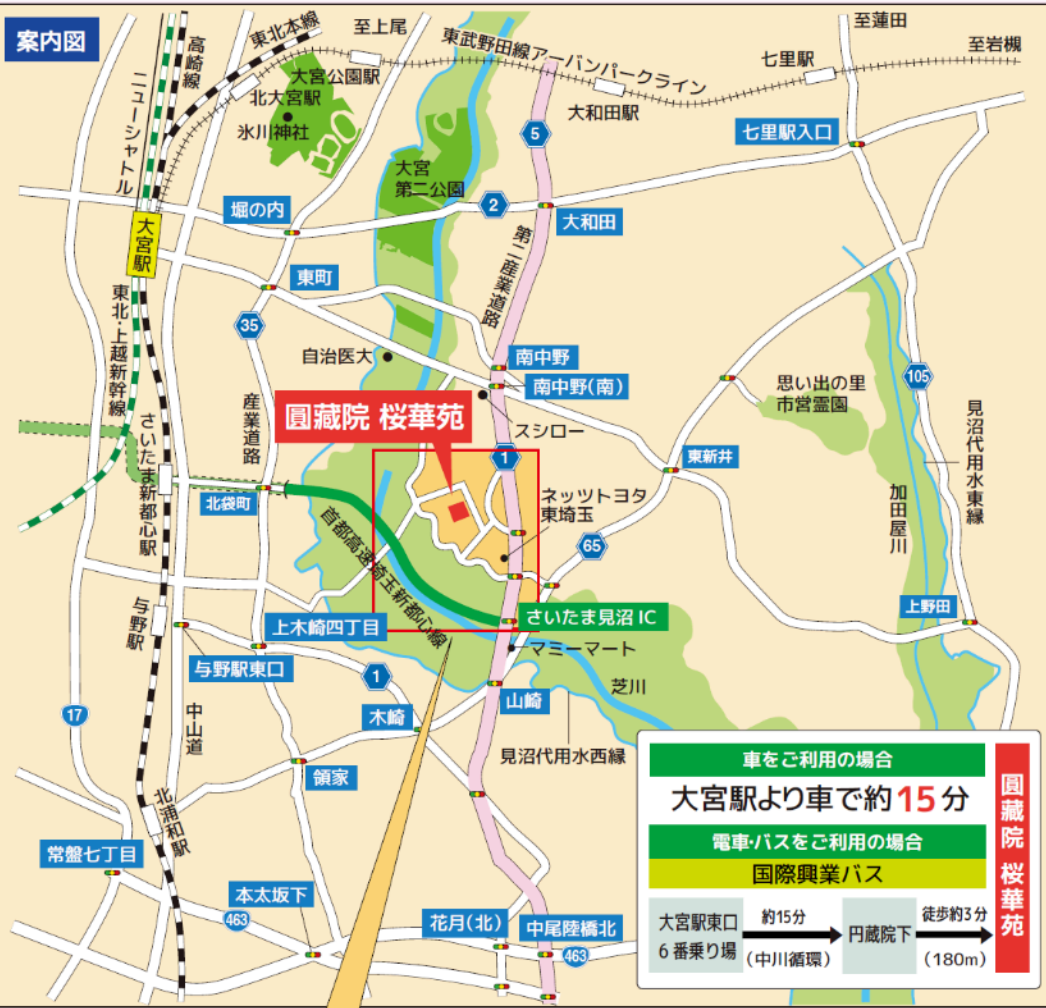 案内図
高崎線
東北本線
至上尾
東武野田線アーバンパークライン
至蓮田
至岩槻
七里駅
ニューシャトル
大宮公園駅
北大宮駅
氷川神社
大和田駅
5
七里駅入口
大宮
第二公園
堀の内
2
大和田
大宮駅
第二産業道路
東町
東北・上越新幹線
35
自治医大
南中野
南中野(南)
105
思い出の里
市営霊園
産業道路
圓藏院 桜華苑
スシロー
見沼代用水東縁
さいたま新都心駅
1
東新井
北袋町
ネッツトヨタ
東埼玉
加田屋川
首都高速埼玉新都心線
65
与野駅
上木崎四丁目
さいたま見沼 IC
上野田
与野駅東口
マミーマート
1
山崎
芝川
17
中山道
木崎
見沼代用水西縁
領家
北浦和駅
常盤七丁目
本太坂下
463
花月(北)
中尾陸橋北
463
車をご利用の場合
大宮駅より車で約15分
電車・バスをご利用の場合
国際興業バス
大宮駅東口
6番乗り場
約15分
(中川循環)
円蔵院下
徒歩約3分
(180m)
圓藏院 桜華苑